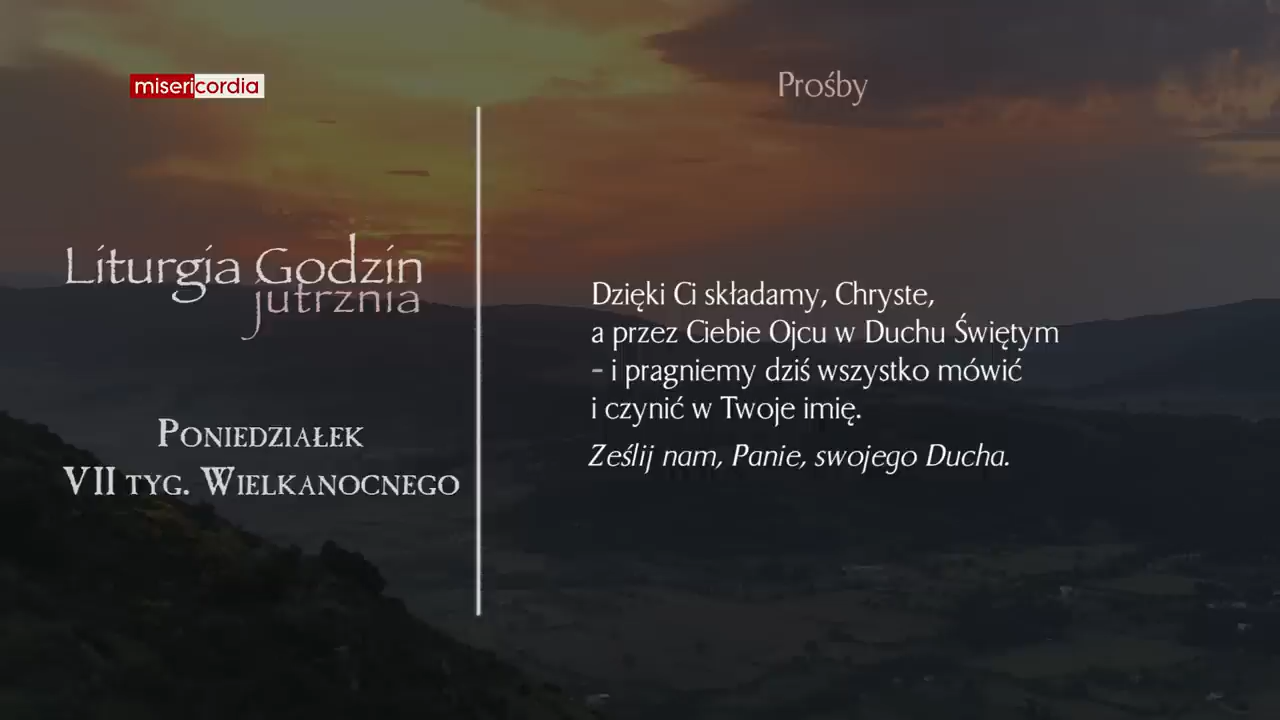 misericordia
Prośby
Liturgia Godzin
jutrznia
Poniedziałek
VII tyg. Wielkanocnego
Dzięki Ci składamy, Chryste,
a przez Ciebie Ojcu w Duchu Świętym
- i pragniemy dziś wszystko mówić
i czynić w Twoje imię.
Ześlij nam, Panie, swojego Ducha.